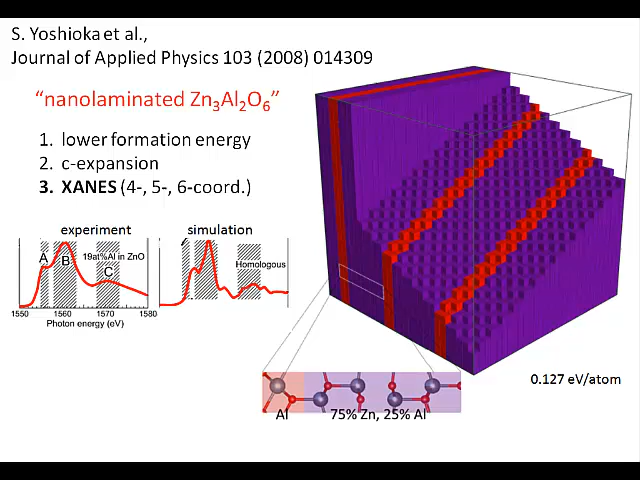 S. Yoshioka et al.,
Journal of Applied Physics 103 (2008) 014309
“nanolaminated Zn3Al2O6”
1. lower formation energy
2. c-expansion
3. XANES (4-, 5-, 6-coord.)
experiment
simulation
A
B
19at%Al in ZnO
C
Homologous
1550 1560 1570 1580
Photon energy (eV)
0.127 eV/atom
Al
75% Zn, 25% Al